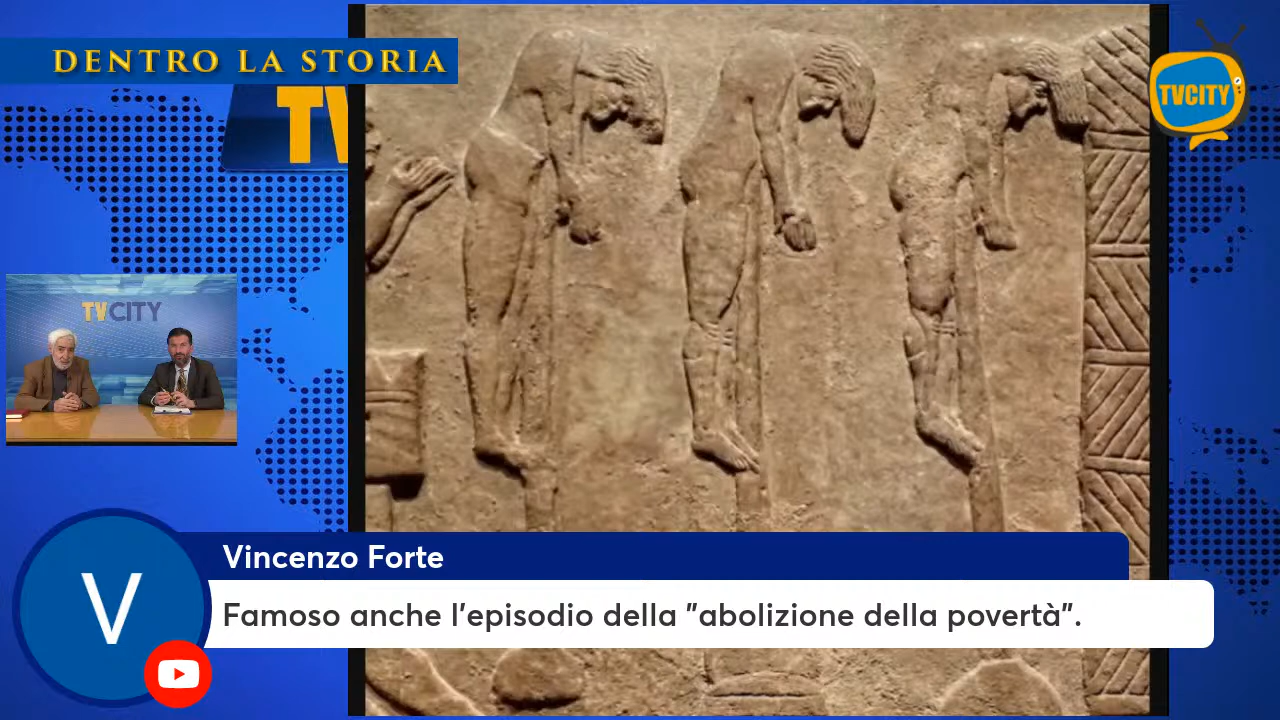 DENTRO LA STORIA
TV
TVCITY
TVCITY
Vincenzo Forte
V
Famoso anche l'episodio della "abolizione della povertà".